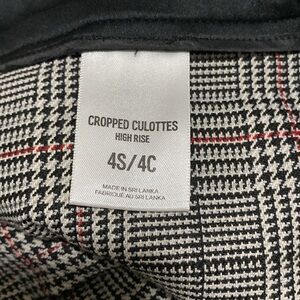 CROPPED CULOTTES
HIGH RISE
4S/4C
MADE IN SRI LANKA
FABRIQUÉ AU SRI LANKA